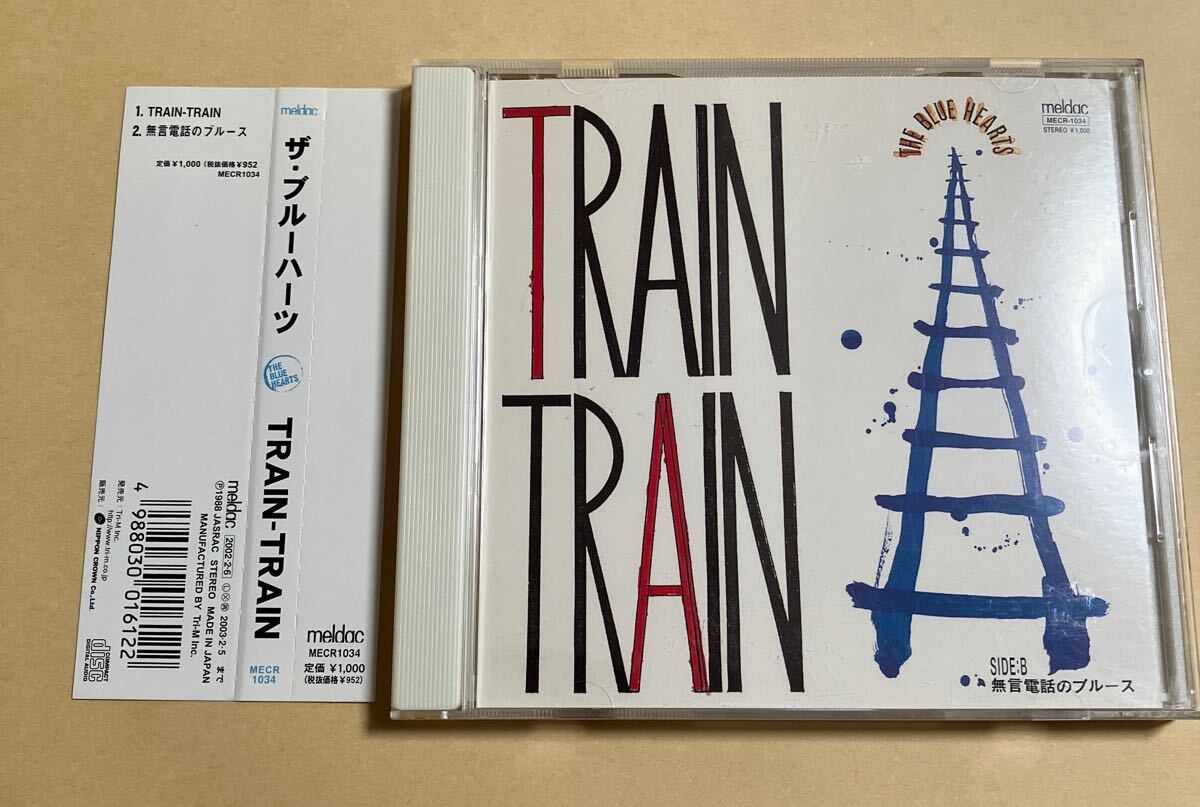 1. TRAIN-TRAIN
2. 無言電話のブルース
定価¥1,000(税抜価格¥952
MECR1034
発売元:Tri-M Inc.
http://www.tri-m.co.jp
販売元: NIPPON CROWN Co.,Ltd.
4 988030 016122
COMPACT
disc
DIGITAL AUDIO
meldac
ザ・ブルーハーツ
THE
BLUE
HEARTS
TRAIN-TRAIN
MECR
1034
meldac 2002・2・6 Ⓛ Ⓧ Ⓡ 2003・2・5 まで
Ⓟ1988 JASRAC STEREO MADE IN JAPAN
MANUFACTURED BY Tri-M Inc.
meldac
MECR1034
定価 ¥1,000
(税抜価格¥952)
TRAIN
TRAIN
THE BLUE HEARTS
meldac
MECR-1034
STEREO ¥1,000
SIDE:B
無言電話のブルース